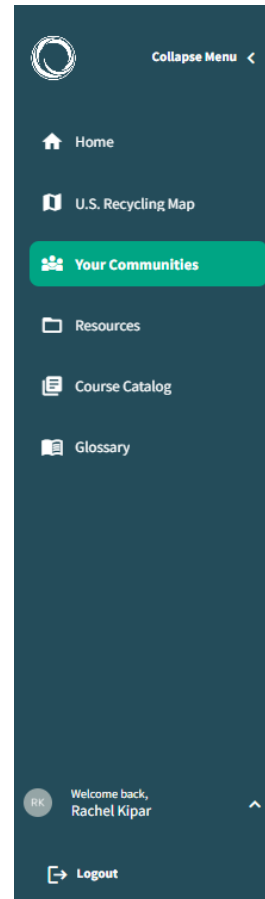 Collapse Menu
Home
U.S. Recycling Map
Your Communities
Resources
Course Catalog
Glossary
RK
Welcome back,
Rachel Kipar
Logout